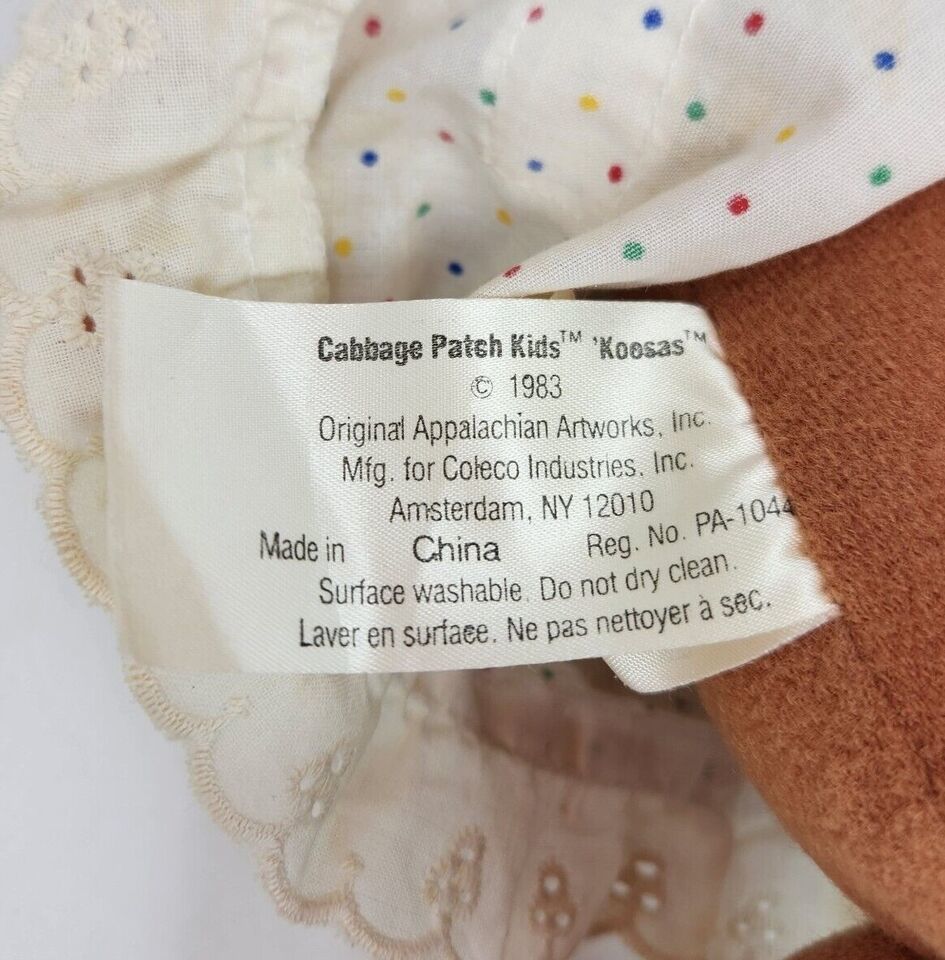 Cabbage Patch Kids™ 'Koosas™
© 1983
Original Appalachian Artworks, Inc.
Mfg. for Coleco Industries, Inc.
Amsterdam, NY 12010
Made in China Reg. No. PA-1044
Surface washable. Do not dry clean.
Laver en surface. Ne pas nettoyer à sec.